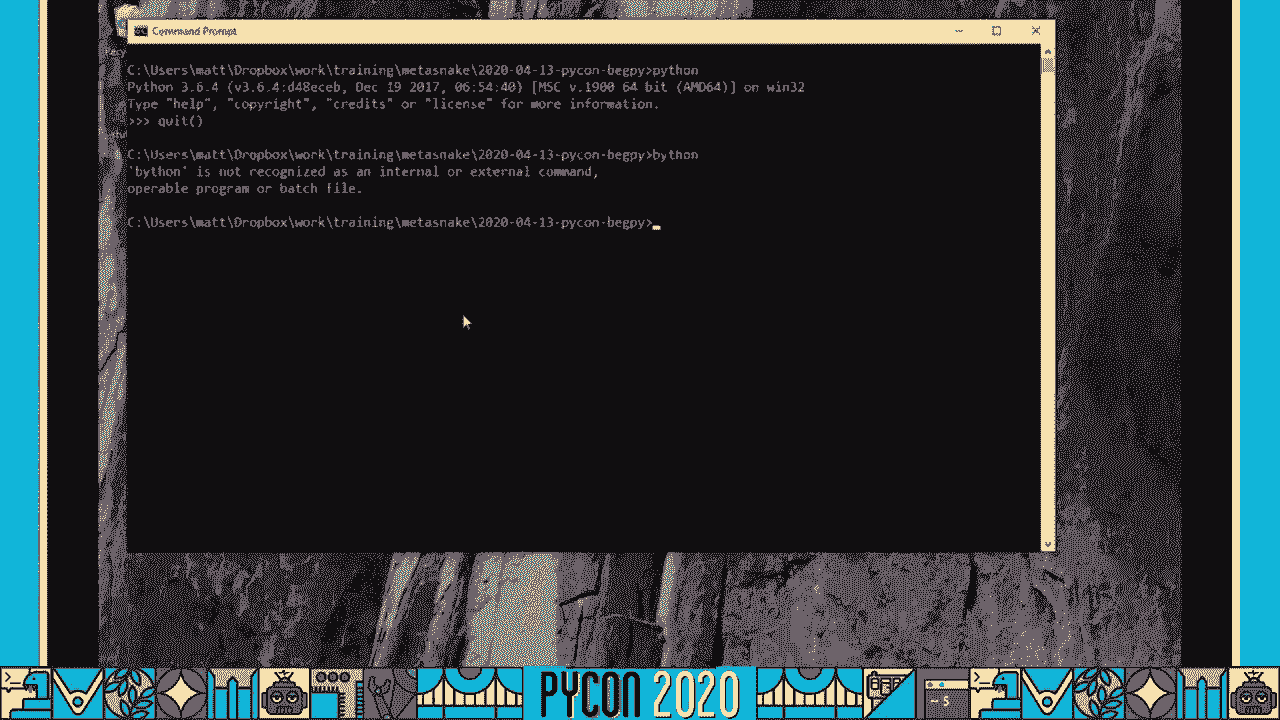 Command Prompt
C:\Users\matt\Dropbox\work\training\metasnake\2020-04-13-pycon-begpy>python
Python 3.6.4 (v3.6.4:d48eceb, Dec 19 2017, 06:54:40) [MSC v.1900 64 bit (AMD64)] on win32
Type "help", "copyright", "credits" or "license" for more information.
>>> quit()
C:\Users\matt\Dropbox\work\training\metasnake\2020-04-13-pycon-begpy>bython
'bython' is not recognized as an internal or external command,
operable program or batch file.
C:\Users\matt\Dropbox\work\training\metasnake\2020-04-13-pycon-begpy>
PYCON 2020